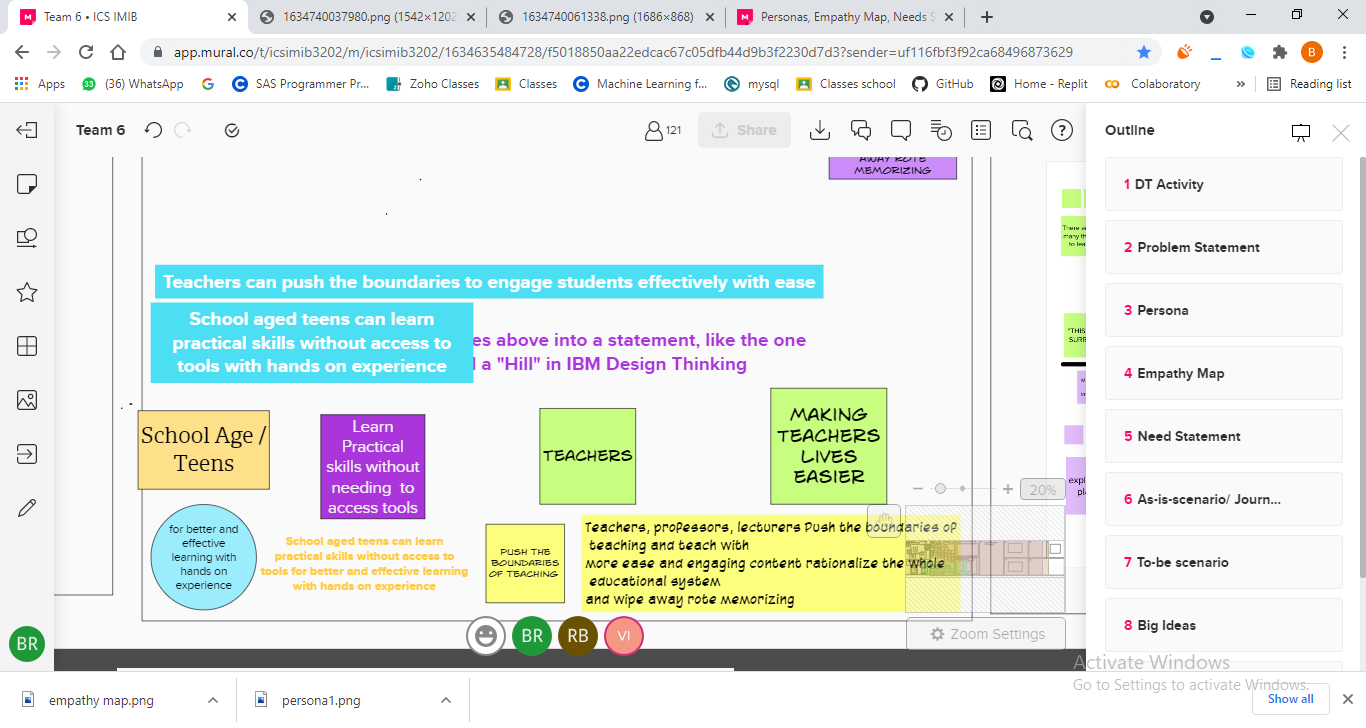 Team 6 • ICS IMIB
1634740037980.png (1542×1202
1634740061338.png (1686×868)
Personas, Empathy Map, Needs S
app.mural.co/t/icsimib3202/m/icsimib3202/1634635484728/f5018850aa22edcac67c05dfb44d9b3f2230d7d3?sender=uf116fbf3f92ca68496873629
B
Apps
33
(36) WhatsApp
SAS Programmer Pr...
Zoho Classes
Classes
Machine Learning f...
mysql
Classes school
GitHub
Home - Replit
Colaboratory
»
Reading list
Team 6
121
Share
Outline
AWAY ROTE
MEMORIZING
1 DT Activity
2 Problem Statement
3 Persona
4 Empathy Map
5 Need Statement
6 As-is-scenario/ Journ...
7 To-be scenario
8 Big Ideas
There are
many th
to lea
Teachers can push the boundaries to engage students effectively with ease
School aged teens can learn
practical skills without access to
tools with hands on experience
es above into a statement, like the one
a "Hill" in IBM Design Thinking
"THIS
SURR
School Age /
Teens
Learn
Practical
skills without
needing to
access tools
TEACHERS
MAKING
TEACHERS
LIVES
EASIER
expl
pl
20%
for better and
effective
learning with
hands on
experience
School aged teens can learn
practical skills without access to
tools for better and effective learning
with hands on experience
PUSH THE
BOUNDARIES
OF TEACHING
Teachers, professors, lecturers Push the boundaries of
teaching and teach with
more ease and engaging content rationalize the whole
educational system
and wipe away rote memorizing
BR
BR
RB
VI
Zoom Settings
Activate Windows
Go to Settings to activate Windows.
empathy map.png
persona1.png
Show all